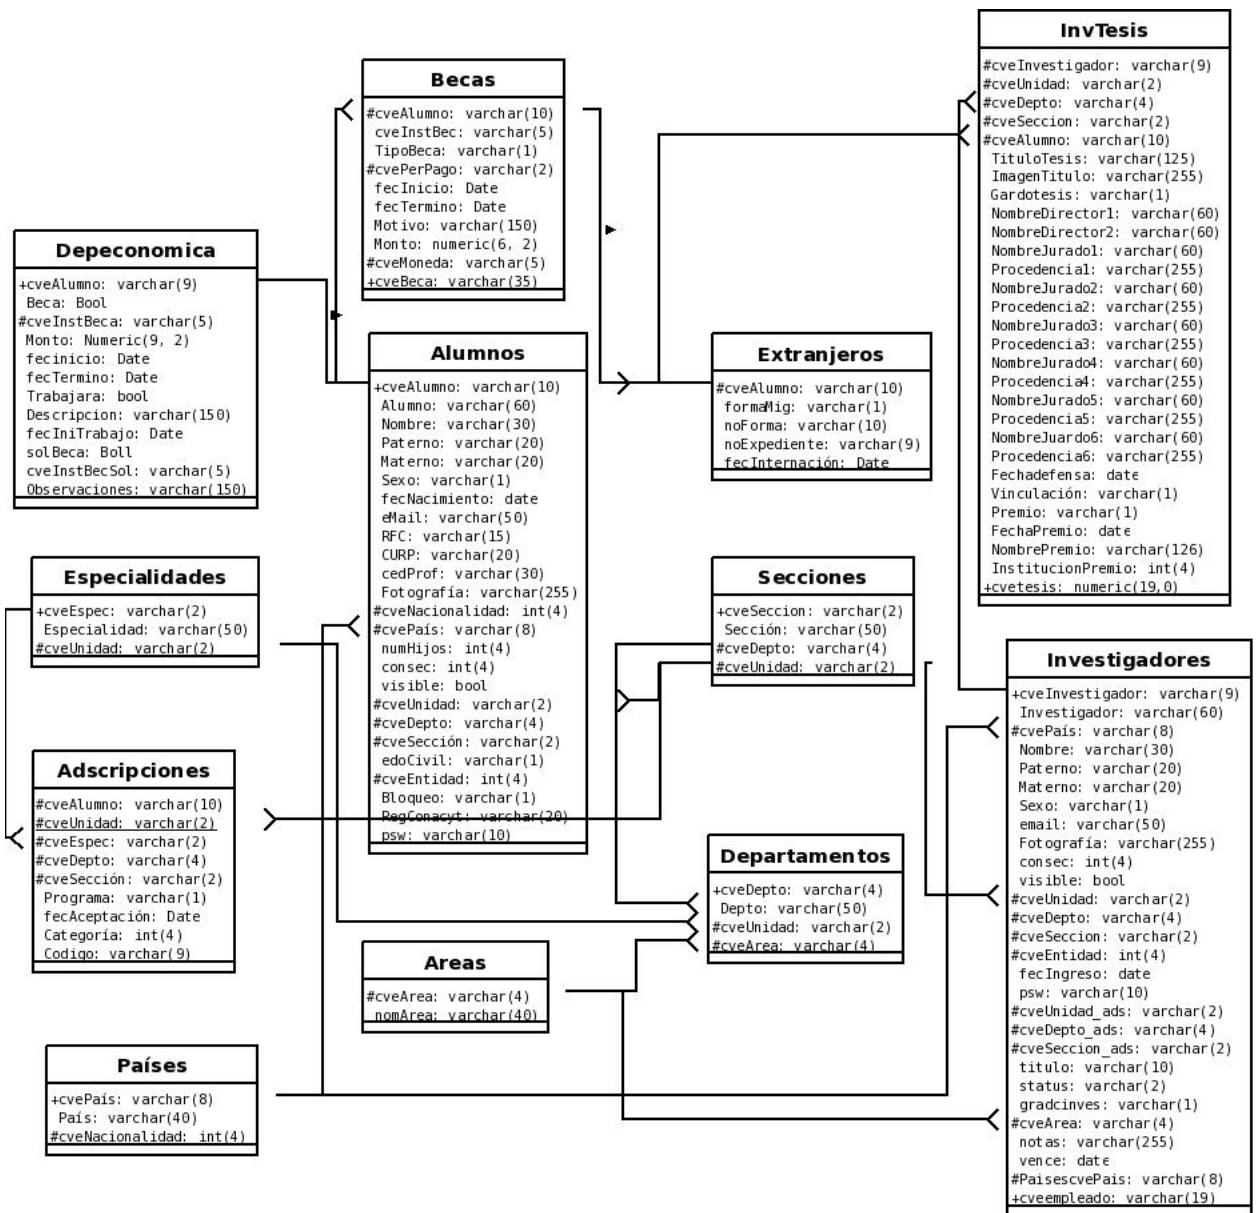 InvTesis
#cveInvestigador: varchar(9)
#cveUnidad: varchar(2)
#cveDepto: varchar(4)
#cveSeccion: varchar(2)
#cveAlumno: varchar(10)
TituloTesis: varchar(125)
ImagenTitulo: varchar(255)
Gardotesis: varchar(1)
NombreDirector1: varchar(60)
NombreDirector2: varchar(60)
NombreJurado1: varchar(60)
Procedencia1: varchar(255)
NombreJurado2: varchar(60)
Procedencia2: varchar(255)
NombreJurado3: varchar(60)
Procedencia3: varchar(255)
NombreJurado4: varchar(60)
Procedencia4: varchar(255)
NombreJurado5: varchar(60)
Procedencia5: varchar(255)
NombreJuardo6: varchar(60)
Procedencia6: varchar(255)
Fechadefensa: date
Vinculación: varchar(1)
Premio: varchar(1)
FechaPremio: date
NombrePremio: varchar(126)
InstitucionPremio: int(4)
+cvetesis: numeric(19,0)
Becas
#cveAlumno: varchar(10)
cveInstBec: varchar(5)
TipoBeca: varchar(1)
#cvePerPago: varchar(2)
fecInicio: Date
fecTermino: Date
Motivo: varchar(150)
Monto: numeric(6, 2)
#cveMoneda: varchar(5)
+cveBeca: varchar(35)
Depeconomica
+cveAlumno: varchar(9)
Beca: Bool
#cveInstBeca: varchar(5)
Monto: Numeric(9, 2)
fecinicio: Date
fecTermino: Date
Trabajara: bool
Descripcion: varchar(150)
fecIniTrabajo: Date
solBeca: Boll
cveInstBecSol: varchar(5)
Observaciones: varchar(150)
Alumnos
+cveAlumno: varchar(10)
Alumno: varchar(60)
Nombre: varchar(30)
Paterno: varchar(20)
Materno: varchar(20)
Sexo: varchar(1)
fecNacimiento: date
eMail: varchar(50)
RFC: varchar(15)
CURP: varchar(20)
cedProf: varchar(30)
Fotografía: varchar(255)
#cveNacionalidad: int(4)
#cvePaís: varchar(8)
numHijos: int(4)
consec: int(4)
visible: bool
#cveUnidad: varchar(2)
#cveDepto: varchar(4)
#cveSección: varchar(2)
edoCivil: varchar(1)
#cveEntidad: int(4)
Bloqueo: varchar(1)
RegConacyt: varchar(20)
psw: varchar(10)
Extranjeros
#cveAlumno: varchar(10)
formaMig: varchar(1)
noForma: varchar(10)
noExpediente: varchar(9)
fecInternación: Date
Especialidades
+cveEspec: varchar(2)
Especialidad: varchar(50)
#cveUnidad: varchar(2)
Secciones
+cveSeccion: varchar(2)
Sección: varchar(50)
#cveDepto: varchar(4)
#cveUnidad: varchar(2)
Investigadores
+cveInvestigador: varchar(9)
Investigador: varchar(60)
#cvePaís: varchar(8)
Nombre: varchar(30)
Paterno: varchar(20)
Materno: varchar(20)
Sexo: varchar(1)
email: varchar(50)
Fotografía: varchar(255)
consec: int(4)
visible: bool
#cveUnidad: varchar(2)
#cveDepto: varchar(4)
#cveSeccion: varchar(2)
#cveEntidad: int(4)
fecIngreso: date
psw: varchar(10)
#cveUnidad_ads: varchar(2)
#cveDepto_ads: varchar(4)
#cveSeccion_ads: varchar(2)
titulo: varchar(10)
status: varchar(2)
gradcinves: varchar(1)
#cveArea: varchar(4)
notas: varchar(255)
vence: date
#PaisescvePais: varchar(8)
+cveempleado: varchar(19)
Adscripciones
#cveAlumno: varchar(10)
#cveUnidad: varchar(2)
#cveEspec: varchar(2)
#cveDepto: varchar(4)
#cveSección: varchar(2)
Programa: varchar(1)
fecAceptación: Date
Categoría: int(4)
Codigo: varchar(9)
Departamentos
+cveDepto: varchar(4)
Depto: varchar(50)
#cveUnidad: varchar(2)
#cveArea: varchar(4)
Areas
#cveArea: varchar(4)
nomArea: varchar(40)
Países
+cvePaís: varchar(8)
País: varchar(40)
#cveNacionalidad: int(4)